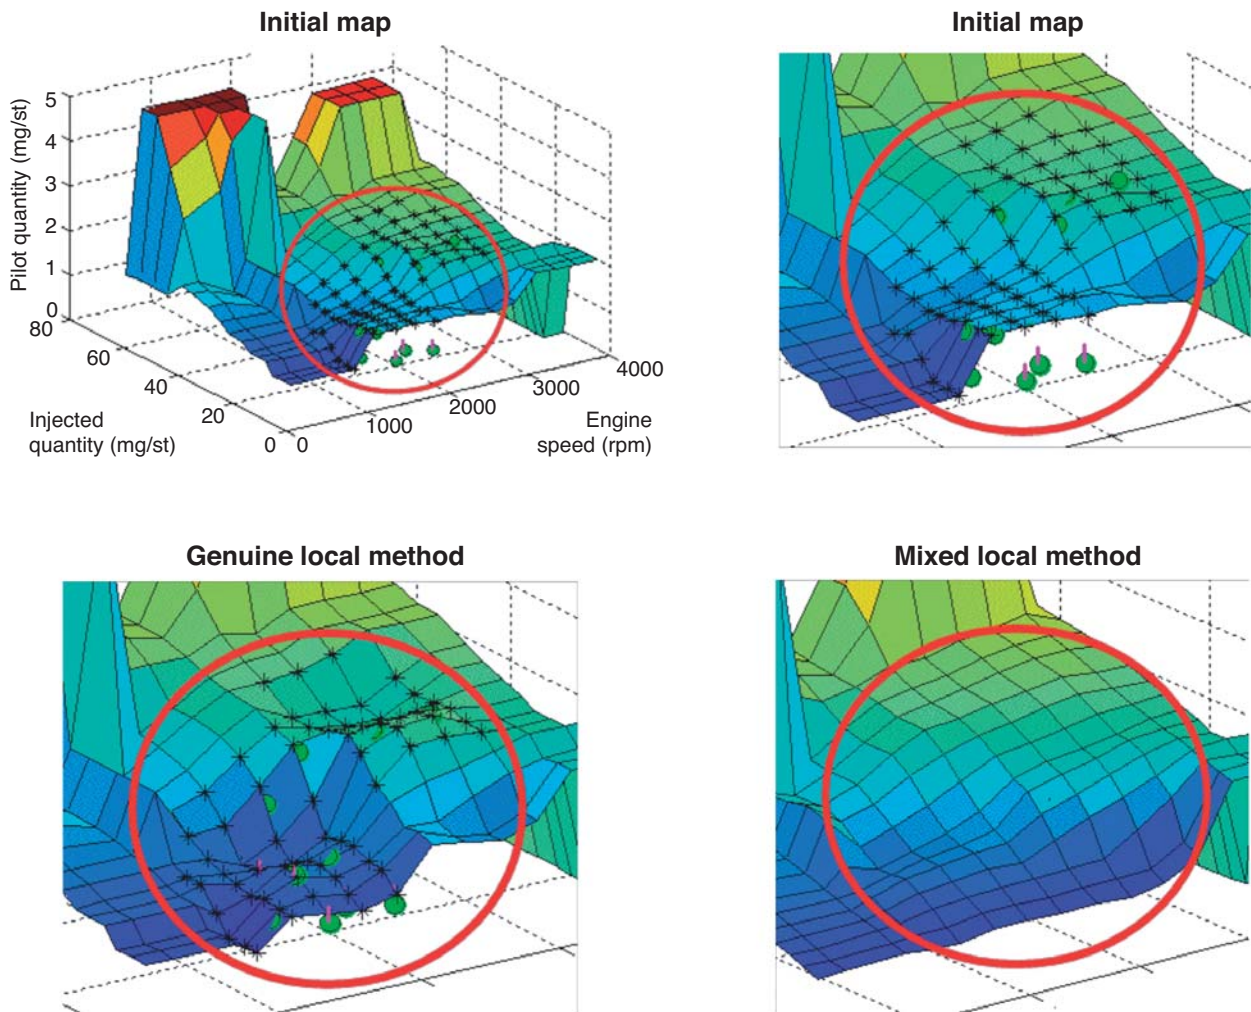 Initial map
Initial map
Pilot quantity (mg/st)
5
4
3
2
1
0
80
60
40
20
0
0
1000
2000
3000
4000
Injected
quantity (mg/st)
Engine
speed (rpm)
Genuine local method
Mixed local method